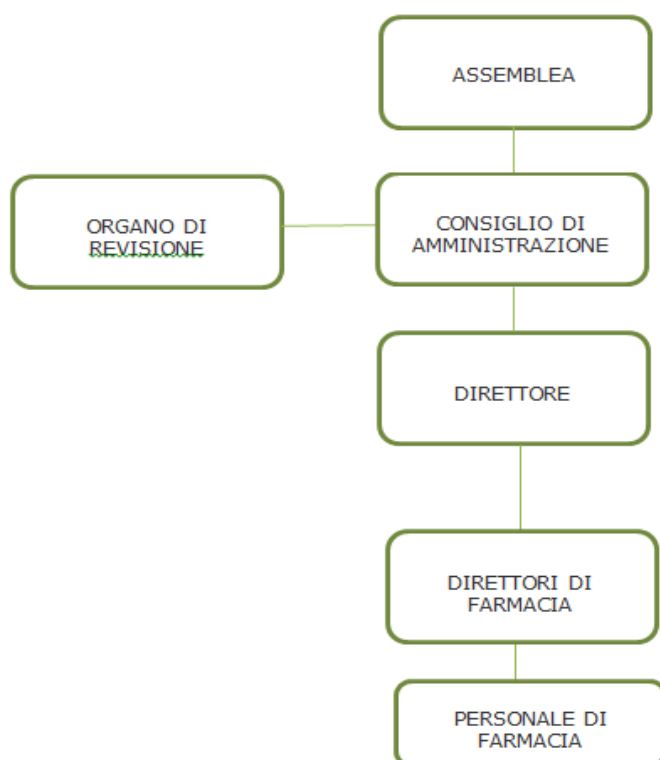 ASSEMBLEA
ORGANO DI
REVISIONE
CONSIGLIO DI
AMMINISTRAZIONE
DIRETTORE
DIRETTORI DI
FARMACIA
PERSONALE DI
FARMACIA